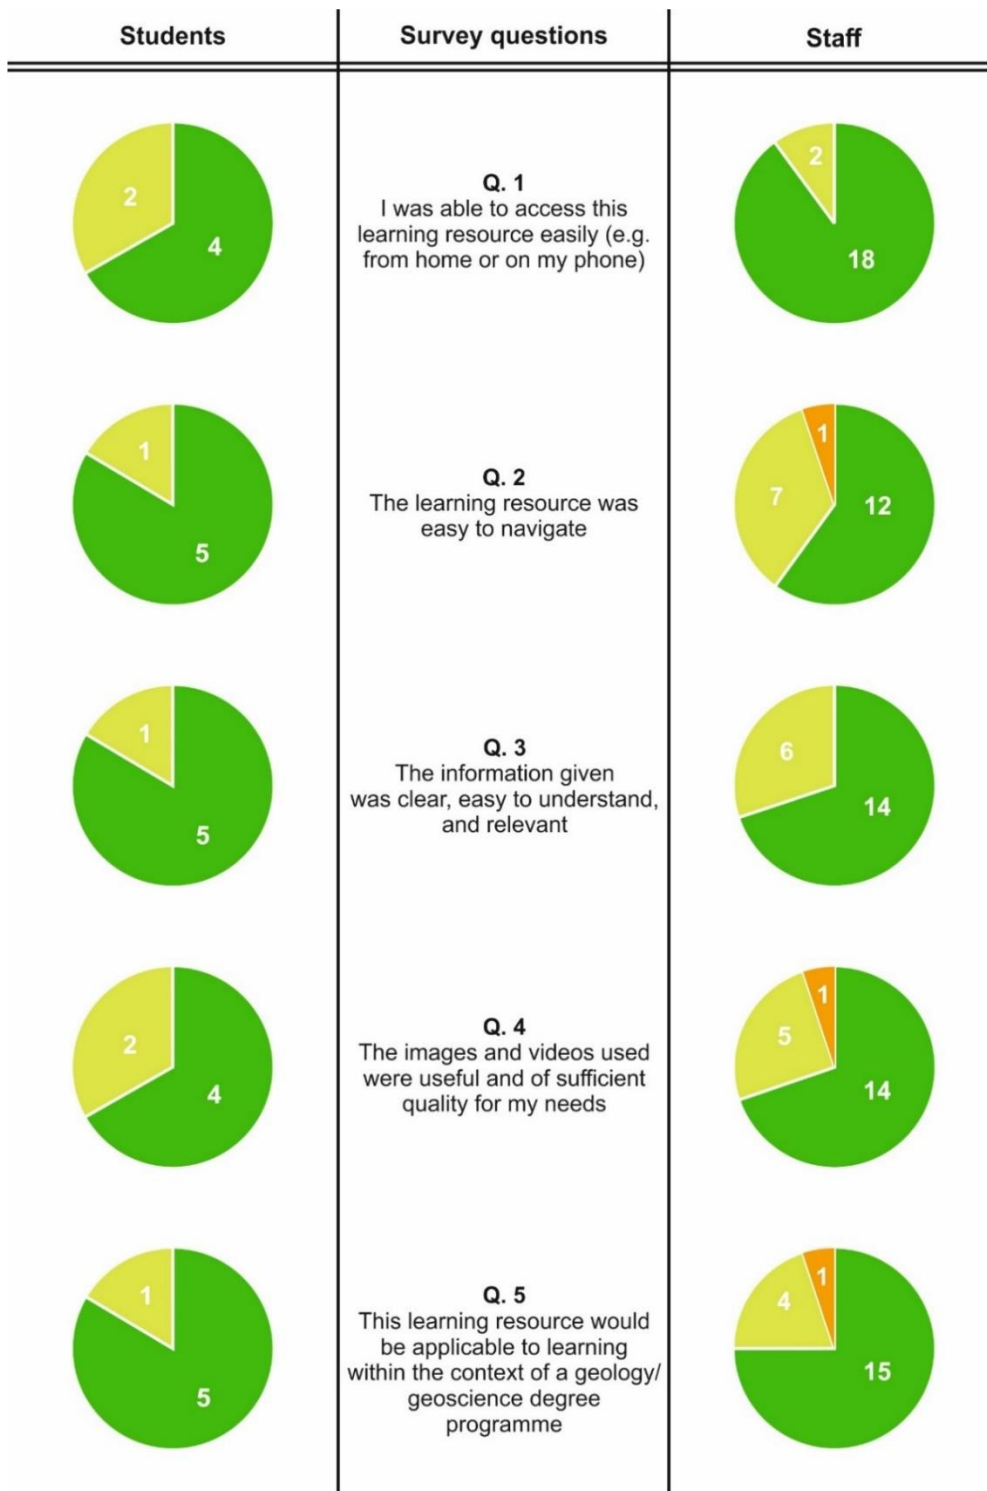 Students
Survey questions
Staff
2
4
Q. 1
I was able to access this
learning resource easily (e.g.
from home or on my phone)
2
18
1
5
Q. 2
The learning resource was
easy to navigate
1
7
12
1
5
Q. 3
The information given
was clear, easy to understand,
and relevant
6
14
2
4
Q. 4
The images and videos used
were useful and of sufficient
quality for my needs
1
5
14
1
5
Q. 5
This learning resource would
be applicable to learning
within the context of a geology/
geoscience degree
programme
1
4
15